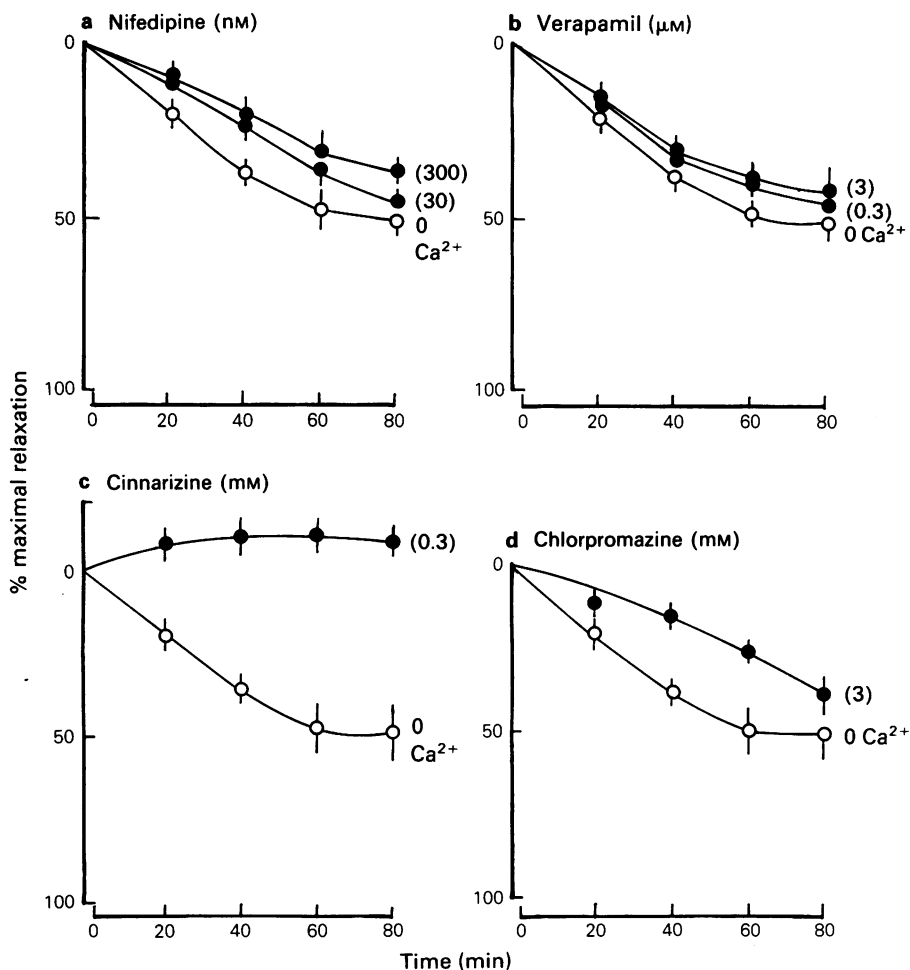 a Nifedipine (nM)
0
50
100
(300)
(30)
0
Ca²⁺
0 20 40 60 80
b Verapamil (μM)
0
50
100
(3)
(0.3)
0 Ca²⁺
0 20 40 60 80
% maximal relaxation
c Cinnarizine (mM)
0
50
100
(0.3)
0
Ca²⁺
0 20 40 60 80
d Chlorpromazine (mM)
0
50
100
(3)
0 Ca²⁺
0 20 40 60 80
Time (min)